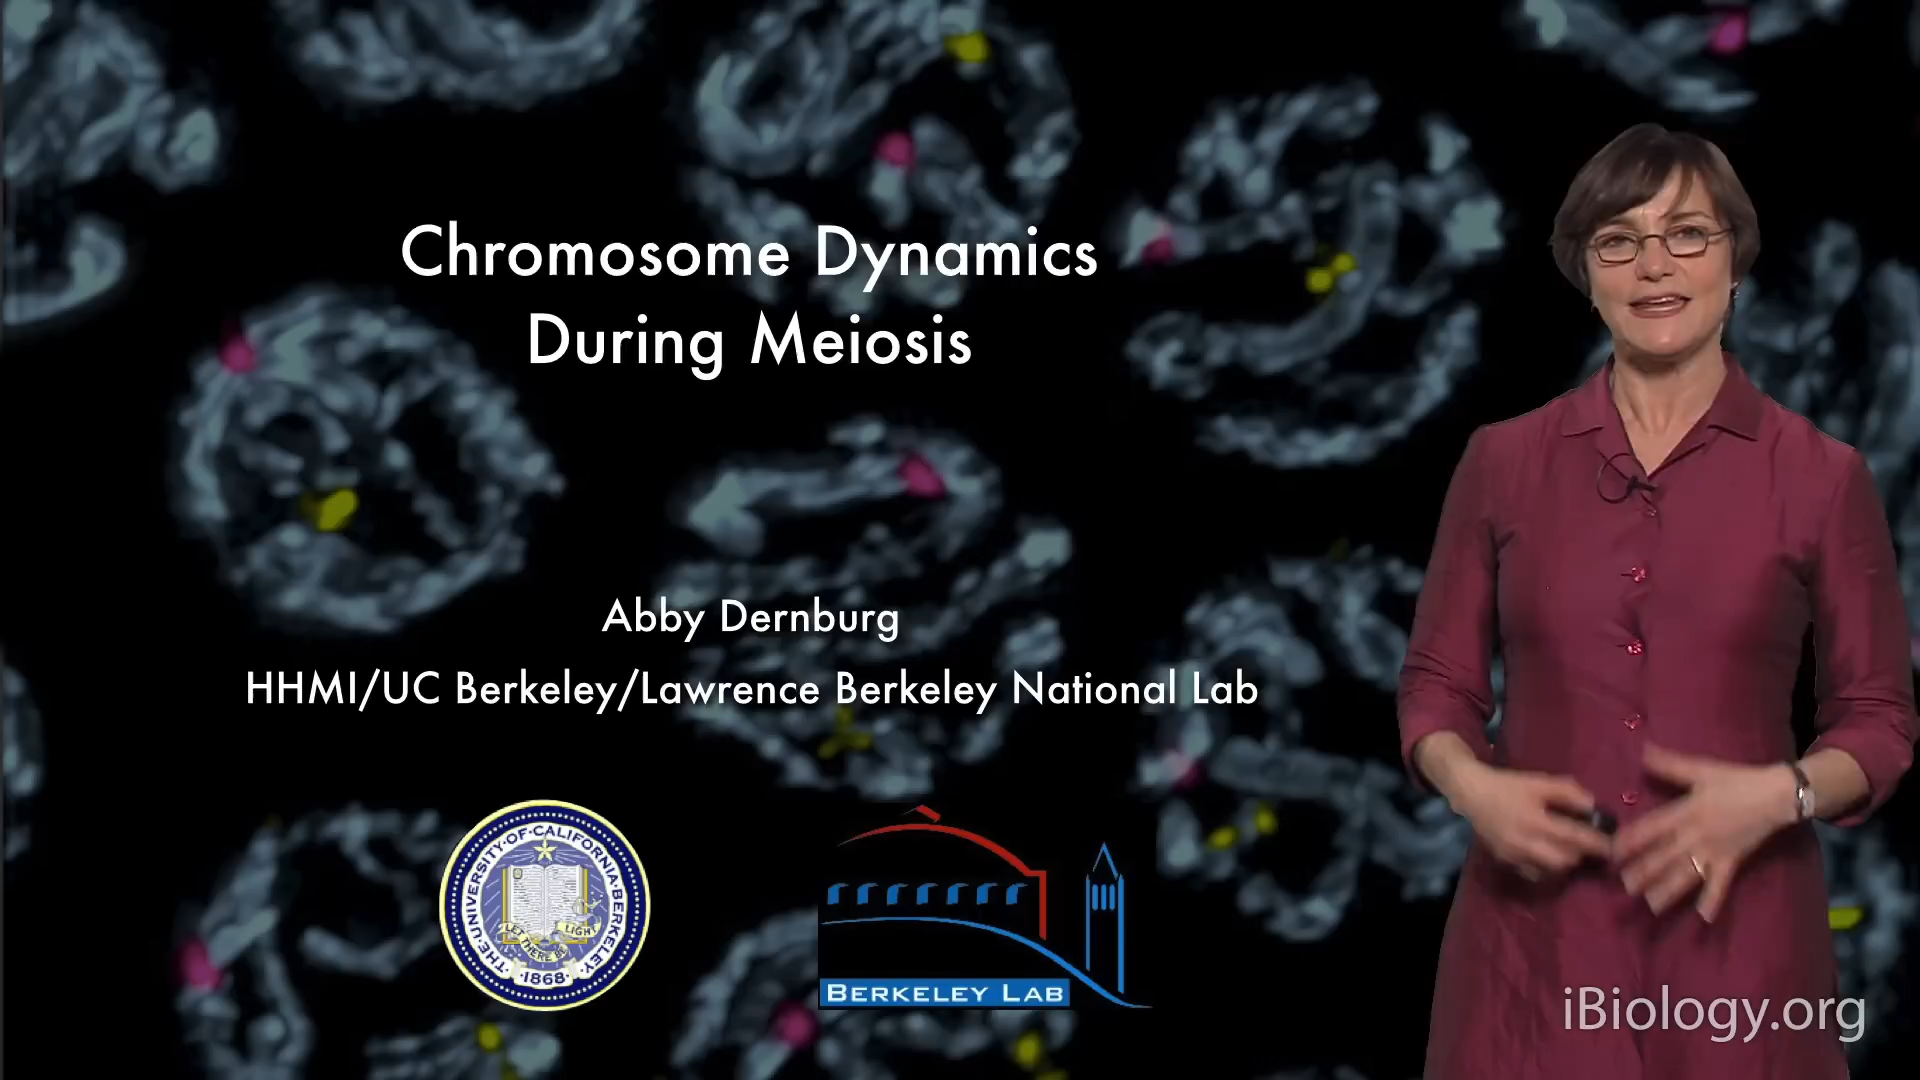 Chromosome Dynamics
During Meiosis
Abby Dernburg
HHMI/UC Berkeley/Lawrence Berkeley National Lab
THE·UNIVERSITY·OF·CALIFORNIA·BERKELEY·
LET THERE BE LIGHT
·1868·
BERKELEY LAB
iBiology.org